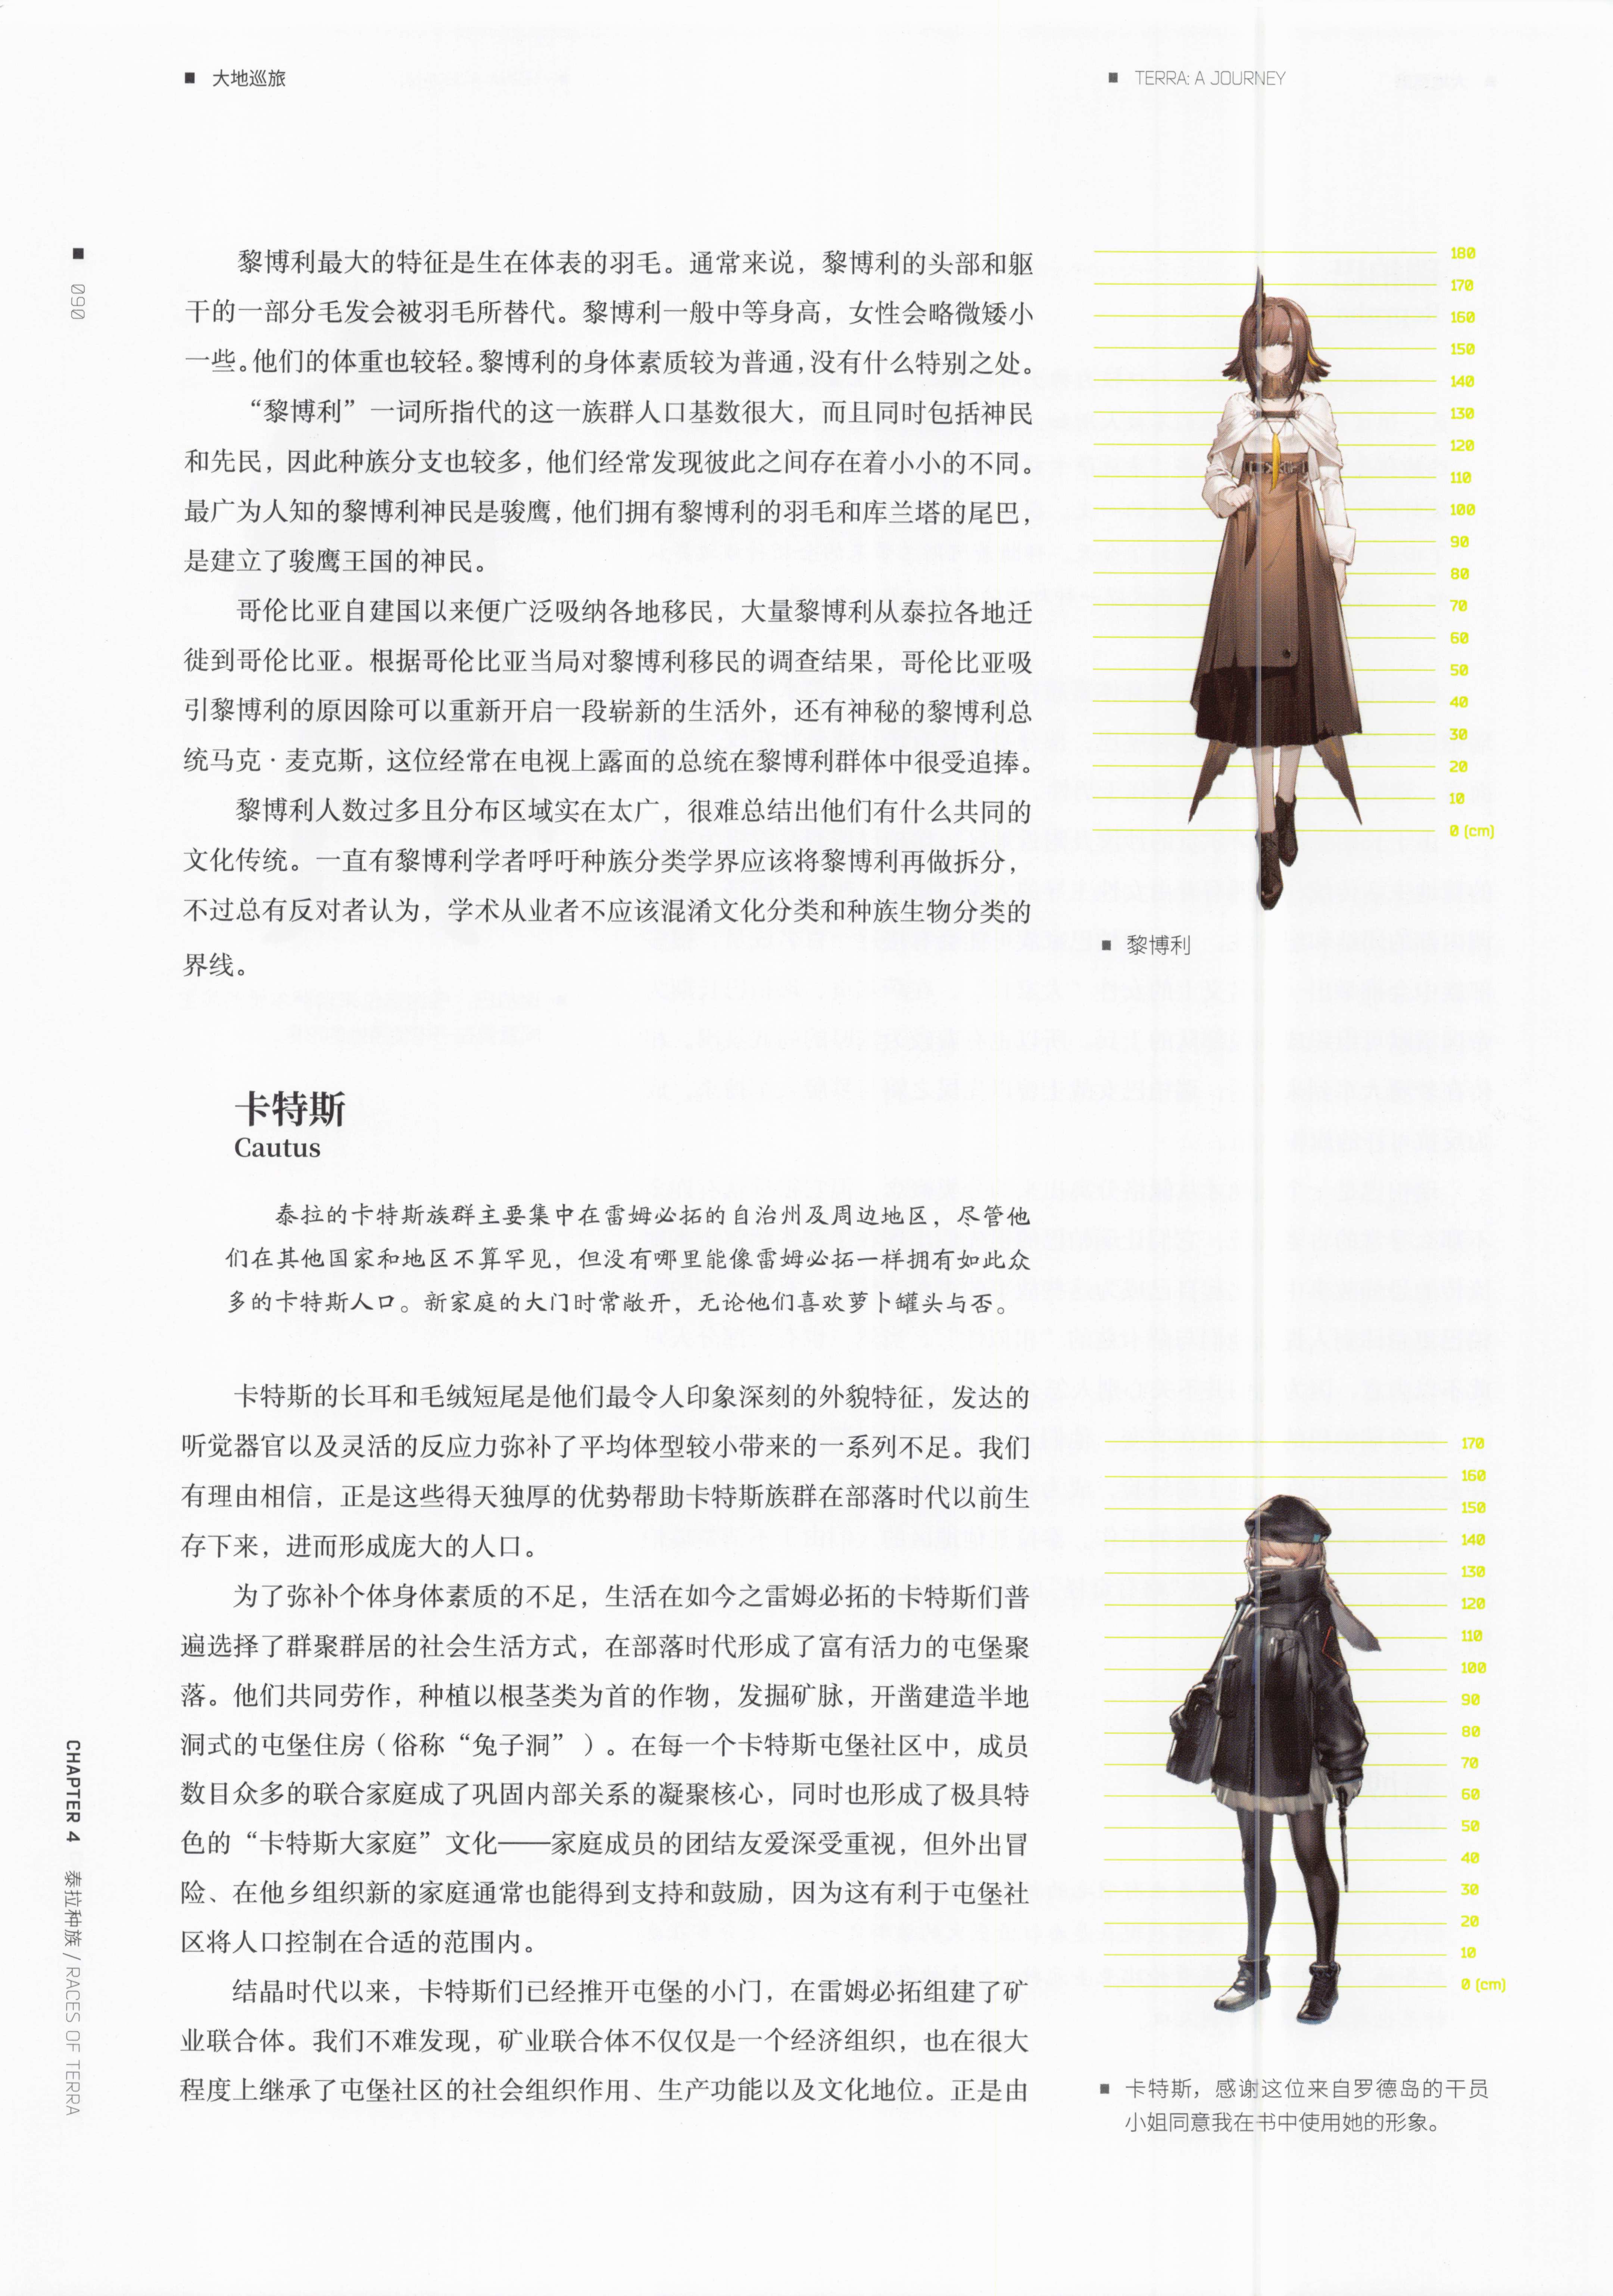 ■ 大地巡旅
■ TERRA: A JOURNEY
■ 090
黎博利最大的特征是生在体表的羽毛。通常来说，黎博利的头部和躯
干的一部分毛发会被羽毛所替代。黎博利一般中等身高，女性会略微矮小
一些。他们的体重也较轻。黎博利的身体素质较为普通，没有什么特别之处。
“黎博利”一词所指代的这一族群人口基数很大，而且同时包括神民
和先民，因此种族分支也较多，他们经常发现彼此之间存在着小小的不同。
最广为人知的黎博利神民是骏鹰，他们拥有黎博利的羽毛和库兰塔的尾巴，
是建立了骏鹰王国的神民。
哥伦比亚自建国以来便广泛吸纳各地移民，大量黎博利从泰拉各地迁
徙到哥伦比亚。根据哥伦比亚当局对黎博利移民的调查结果，哥伦比亚吸
引黎博利的原因除可以重新开启一段崭新的生活外，还有神秘的黎博利总
统马克·麦克斯，这位经常在电视上露面的总统在黎博利群体中很受追捧。
黎博利人数过多且分布区域实在太广，很难总结出他们有什么共同的
文化传统。一直有黎博利学者呼吁种族分类学界应该将黎博利再做拆分，
不过总有反对者认为，学术从业者不应该混淆文化分类和种族生物分类的
界线。
180
170
160
150
140
130
120
110
100
90
80
70
60
50
40
30
20
10
0 (cm)
■ 黎博利
卡特斯
Cautus
泰拉的卡特斯族群主要集中在雷姆必拓的自治州及周边地区，尽管他
们在其他国家和地区不算罕见，但没有哪里能像雷姆必拓一样拥有如此众
多的卡特斯人口。新家庭的大门时常敞开，无论他们喜欢萝卜罐头与否。
卡特斯的长耳和毛绒短尾是他们最令人印象深刻的外貌特征，发达的
听觉器官以及灵活的反应力弥补了平均体型较小带来的一系列不足。我们
有理由相信，正是这些得天独厚的优势帮助卡特斯族群在部落时代以前生
存下来，进而形成庞大的人口。
为了弥补个体身体素质的不足，生活在如今之雷姆必拓的卡特斯们普
遍选择了群聚群居的社会生活方式，在部落时代形成了富有活力的屯堡聚
落。他们共同劳作，种植以根茎类为首的作物，发掘矿脉，开凿建造半地
洞式的屯堡住房（俗称“兔子洞”）。在每一个卡特斯屯堡社区中，成员
数目众多的联合家庭成了巩固内部关系的凝聚核心，同时也形成了极具特
色的“卡特斯大家庭”文化——家庭成员的团结友爱深受重视，但外出冒
险、在他乡组织新的家庭通常也能得到支持和鼓励，因为这有利于屯堡社
区将人口控制在合适的范围内。
结晶时代以来，卡特斯们已经推开屯堡的小门，在雷姆必拓组建了矿
业联合体。我们不难发现，矿业联合体不仅仅是一个经济组织，也在很大
程度上继承了屯堡社区的社会组织作用、生产功能以及文化地位。正是由
170
160
150
140
130
120
110
100
90
80
70
60
50
40
30
20
10
0 (cm)
■ 卡特斯，感谢这位来自罗德岛的干员
小姐同意我在书中使用她的形象。
CHAPTER 4 泰拉种族 / RACES OF TERRA